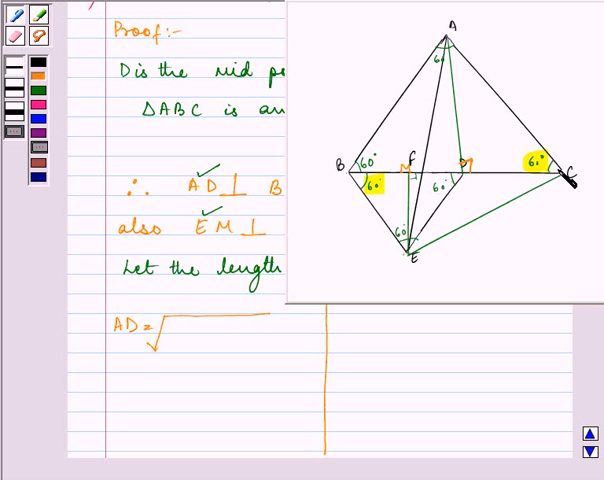 Proof:-
D is the mid
ΔABC is an
∴ AD ⊥ B
also EM ⊥
Let the length
AD = √
A
60
B 60° F 60° C
60° M 60°
60°
E